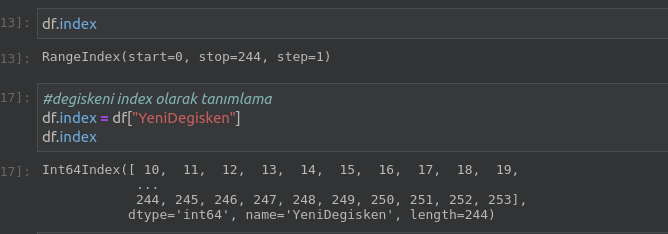 13]:
df.index
13]:
RangeIndex(start=0, stop=244, step=1)
17]:
#degiskeni index olarak tanımlama
df.index = df["YeniDegisken"]
df.index
17]:
Int64Index([ 10,  11,  12,  13,  14,  15,  16,  17,  18,  19,
...
244, 245, 246, 247, 248, 249, 250, 251, 252, 253],
dtype='int64', name='YeniDegisken', length=244)